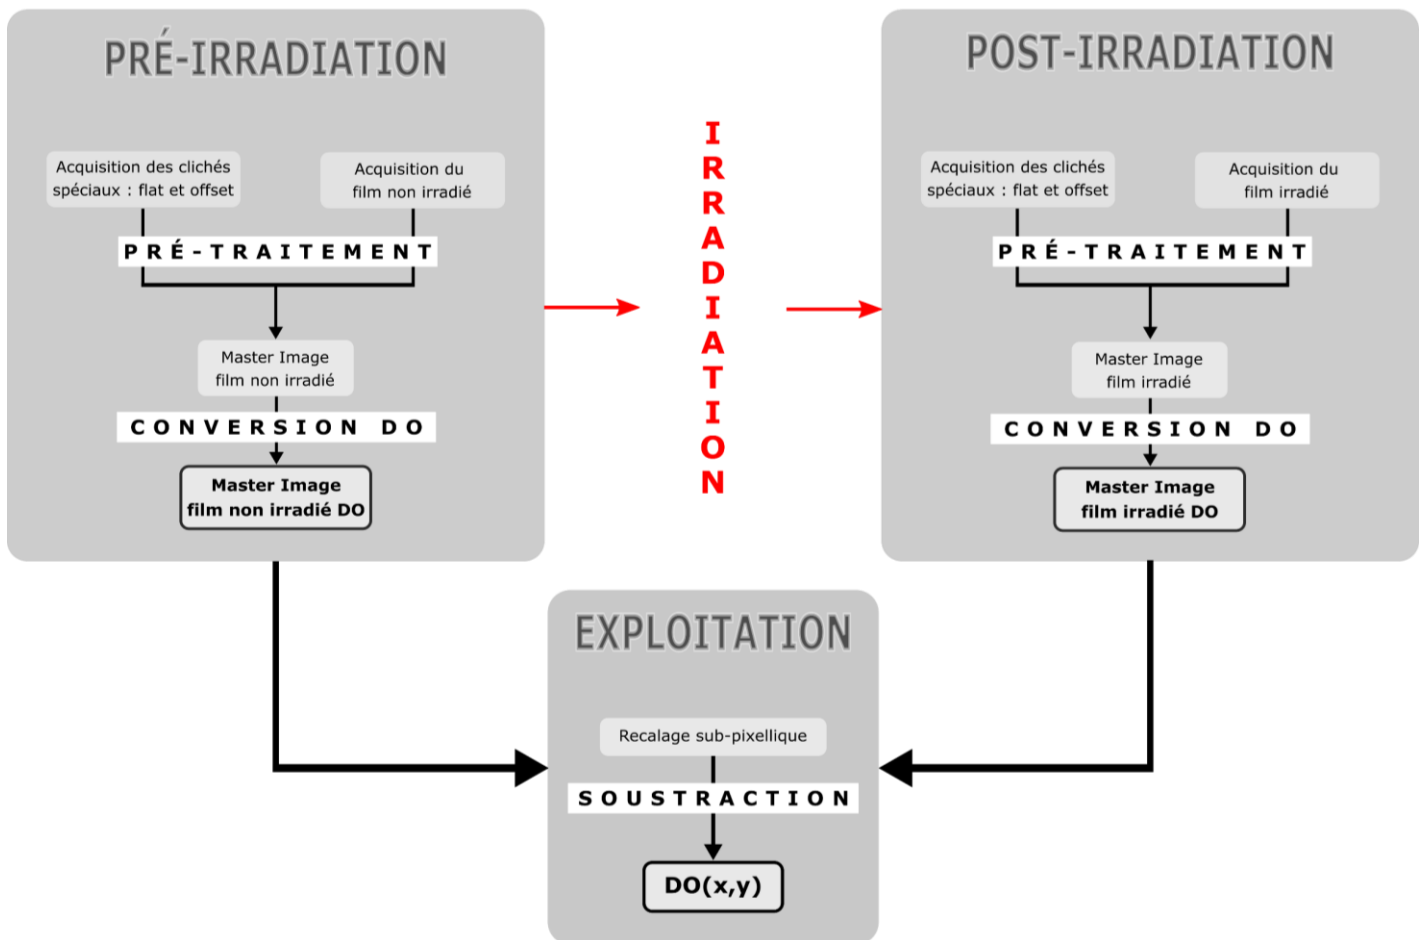 PRÉ-IRRADIATION
Acquisition des clichés
spéciaux : flat et offset
Acquisition du
film non irradié
PRÉ-TRAITEMENT
Master Image
film non irradié
CONVERSION DO
Master Image
film non irradié DO
IRRADIATION
POST-IRRADIATION
Acquisition des clichés
spéciaux : flat et offset
Acquisition du
film irradié
PRÉ-TRAITEMENT
Master Image
film irradié
CONVERSION DO
Master Image
film irradié DO
EXPLOITATION
Recalage sub-pixellique
SOUSTRACTION
DO(x,y)